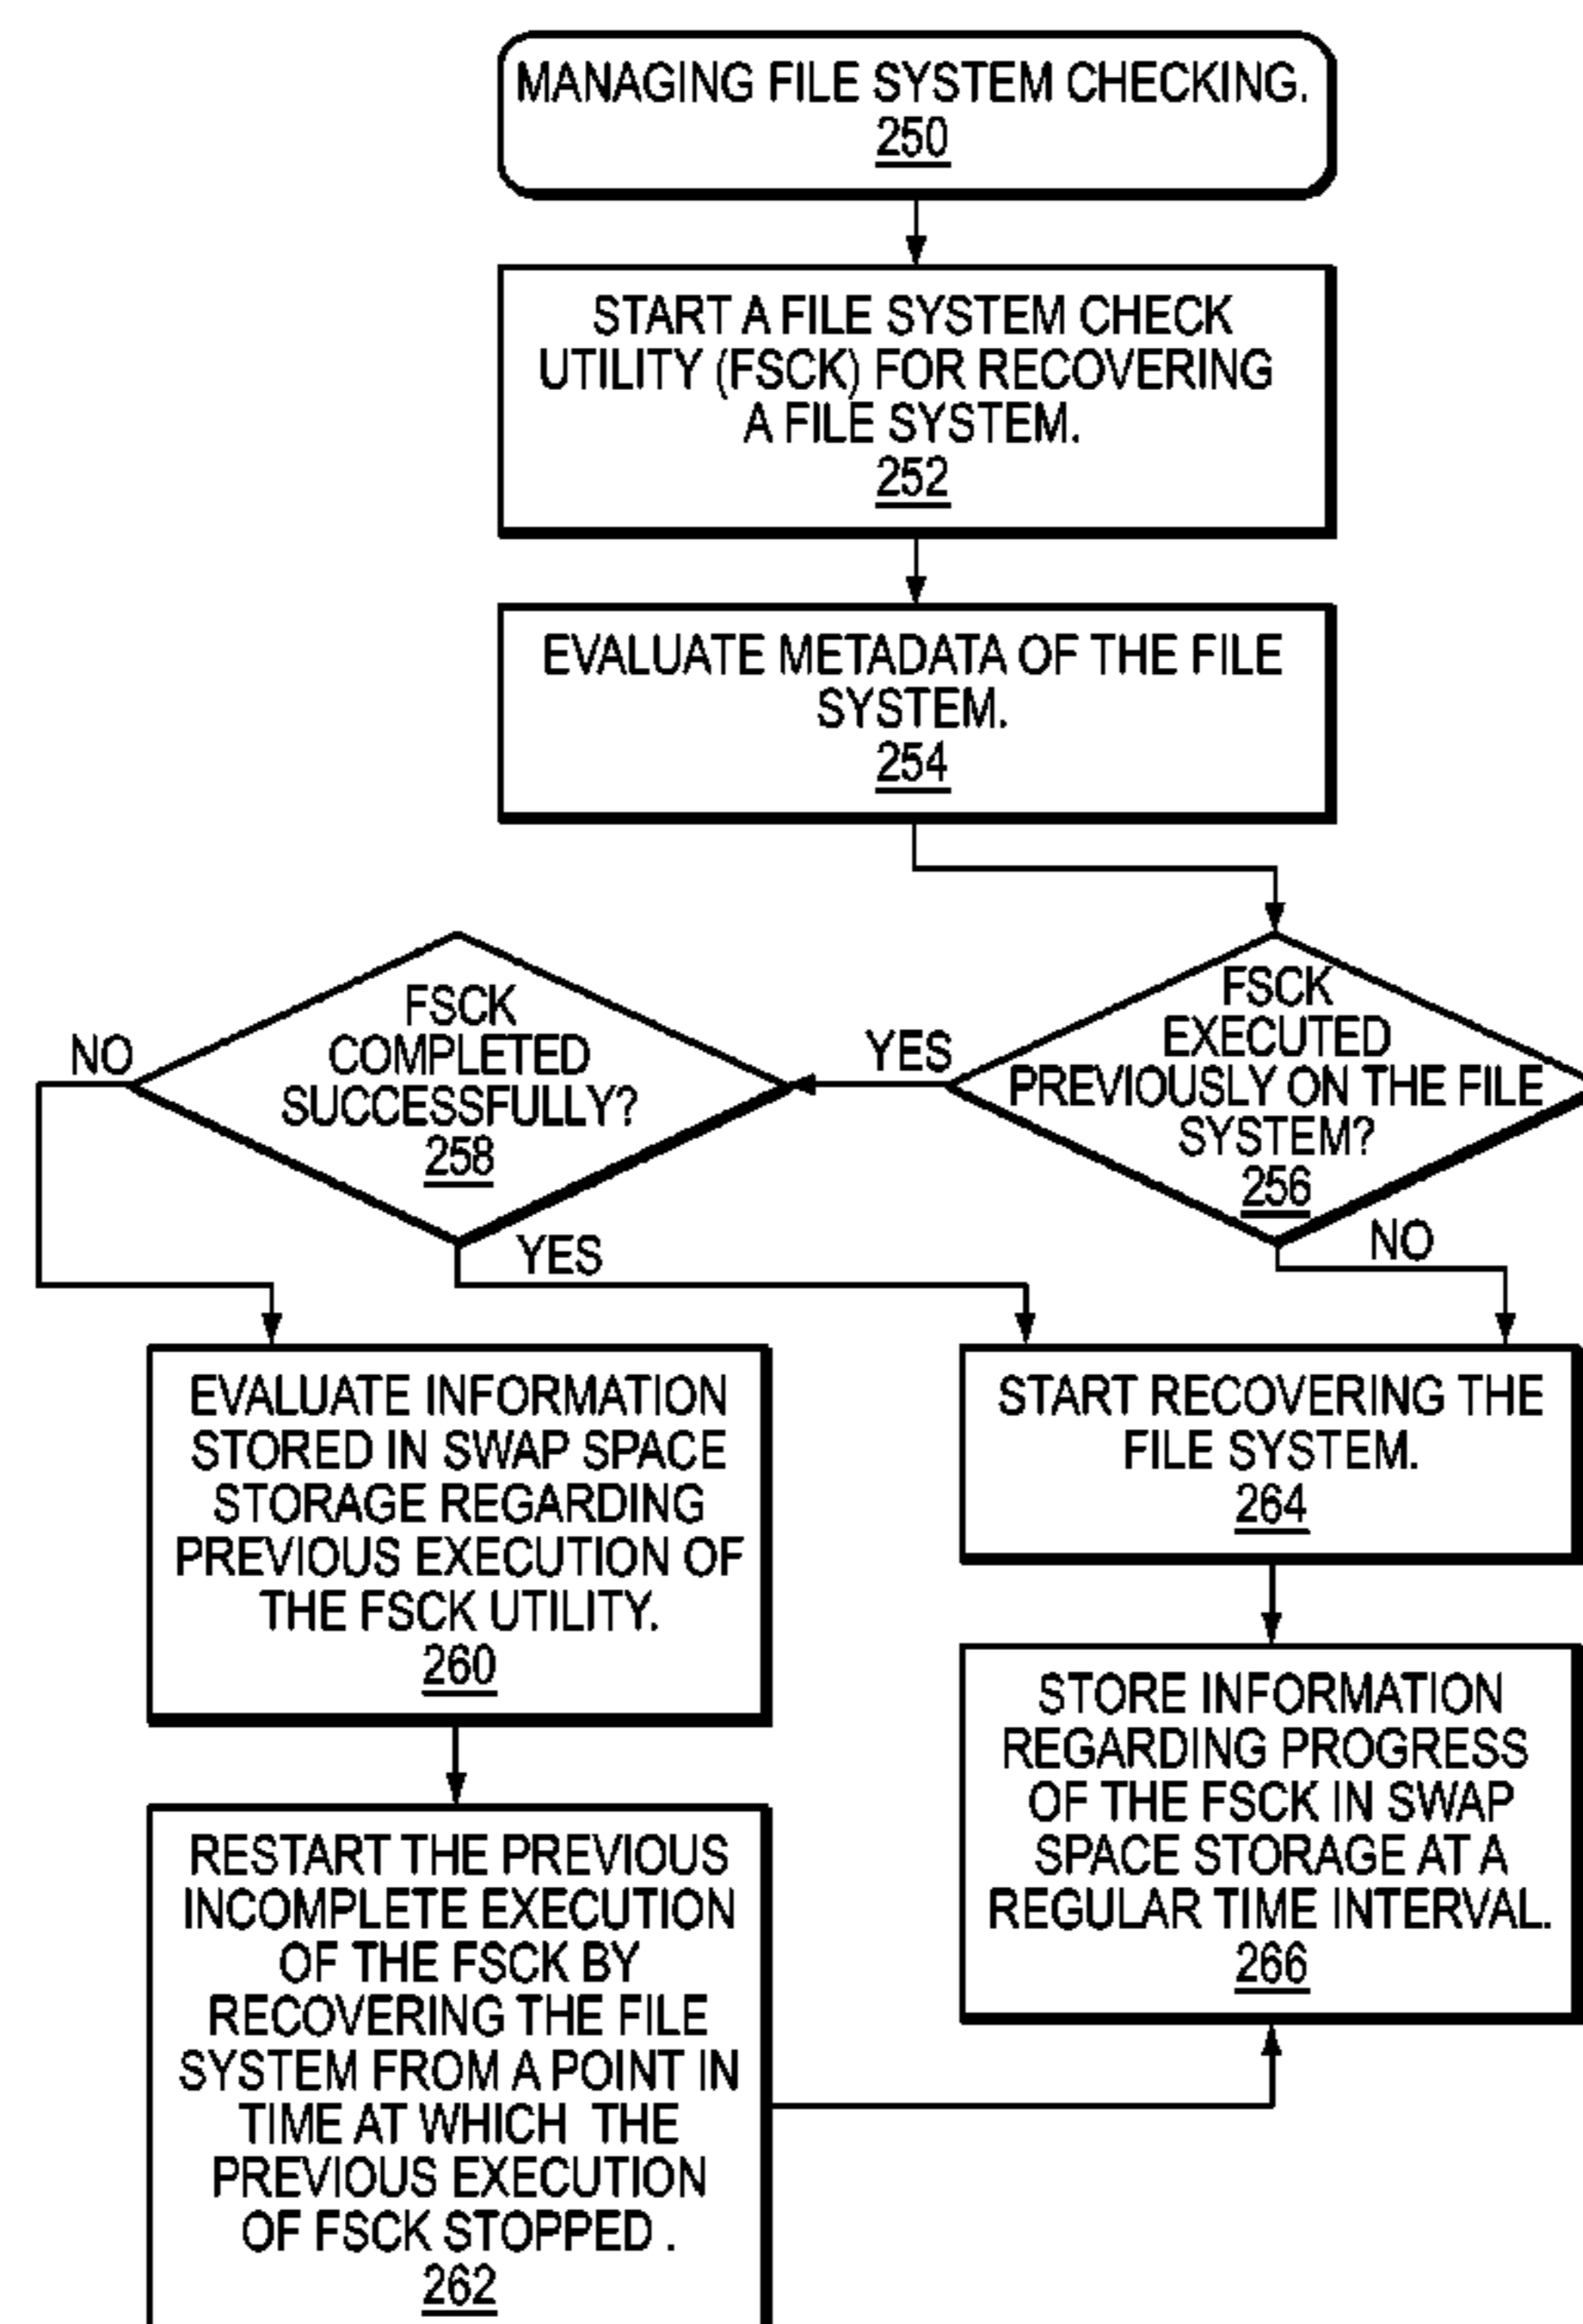 MANAGING FILE SYSTEM CHECKING.
250
START A FILE SYSTEM CHECK
UTILITY (FSCK) FOR RECOVERING
A FILE SYSTEM.
252
EVALUATE METADATA OF THE FILE
SYSTEM.
254
FSCK
EXECUTED
PREVIOUSLY ON THE FILE
SYSTEM?
256
YES
NO
FSCK
COMPLETED
SUCCESSFULLY?
258
NO
YES
EVALUATE INFORMATION
STORED IN SWAP SPACE
STORAGE REGARDING
PREVIOUS EXECUTION OF
THE FSCK UTILITY.
260
RESTART THE PREVIOUS
INCOMPLETE EXECUTION
OF THE FSCK BY
RECOVERING THE FILE
SYSTEM FROM A POINT IN
TIME AT WHICH THE
PREVIOUS EXECUTION
OF FSCK STOPPED .
262
START RECOVERING THE
FILE SYSTEM.
264
STORE INFORMATION
REGARDING PROGRESS
OF THE FSCK IN SWAP
SPACE STORAGE AT A
REGULAR TIME INTERVAL.
266